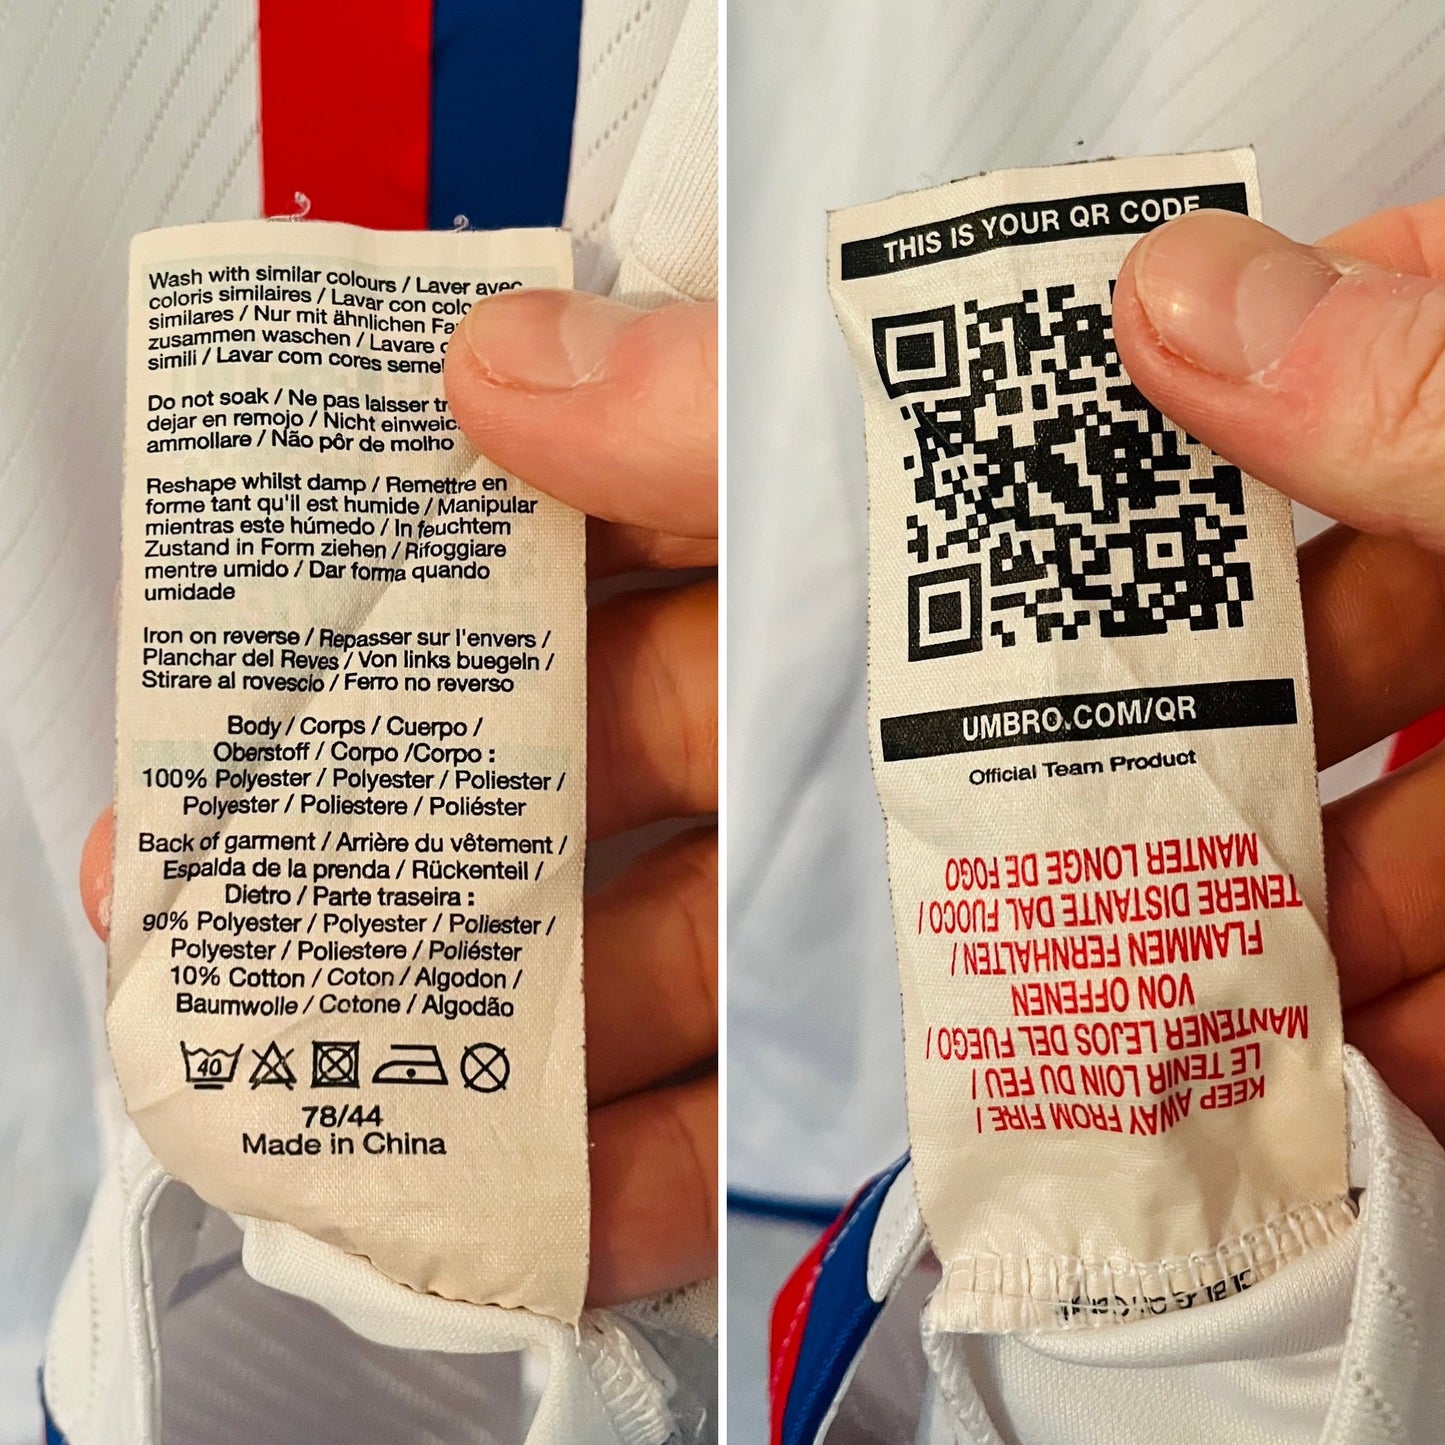 Wash with similar colours / Laver avec
coloris similaires / Lavar con
similares / Nur mit ähnlichen
zusammen waschen / Lavare
simili / Lavar com cores
Do not soak / Ne pas laisser
dejar en remojo / Nicht
ammollare / Não pôr de molho
Reshape whilst damp / Remettre en
forme tant qu'il est humide / Manipular
mientras este húmedo / In feuchtem
Zustand in Form ziehen / Rifoggiare
mentre umido / Dar forma quando
umidade
Iron on reverse / Repasser sur l'envers /
Planchar del Reves / Von links buegeln /
Stirare al rovescio / Ferro no reverso
Body / Corps / Cuerpo /
Oberstoff / Corpo /Corpo :
100% Polyester / Polyester / Poliester /
Polyester / Poliestere / Poliéster
Back of garment / Arrière du vêtement /
Espalda de la prenda / Rückenteil /
Dietro / Parte traseira :
90% Polyester / Polyester / Poliester /
Polyester / Poliestere / Poliéster
10% Cotton / Coton / Algodon /
Baumwolle / Cotone / Algodão
40
78/44
Made in China
THIS IS YOUR QR CODE
UMBRO.COM/QR
Official Team Product
KEEP AWAY FROM FIRE /
LE TENIR LOIN DU FEU /
MANTENER LEJOS DEL FUEGO /
VON OFFENEN
FLAMMEN FERNHALTEN /
TENERE DISTANTE DAL FUOCO /
MANTER LONGE DE FOGO